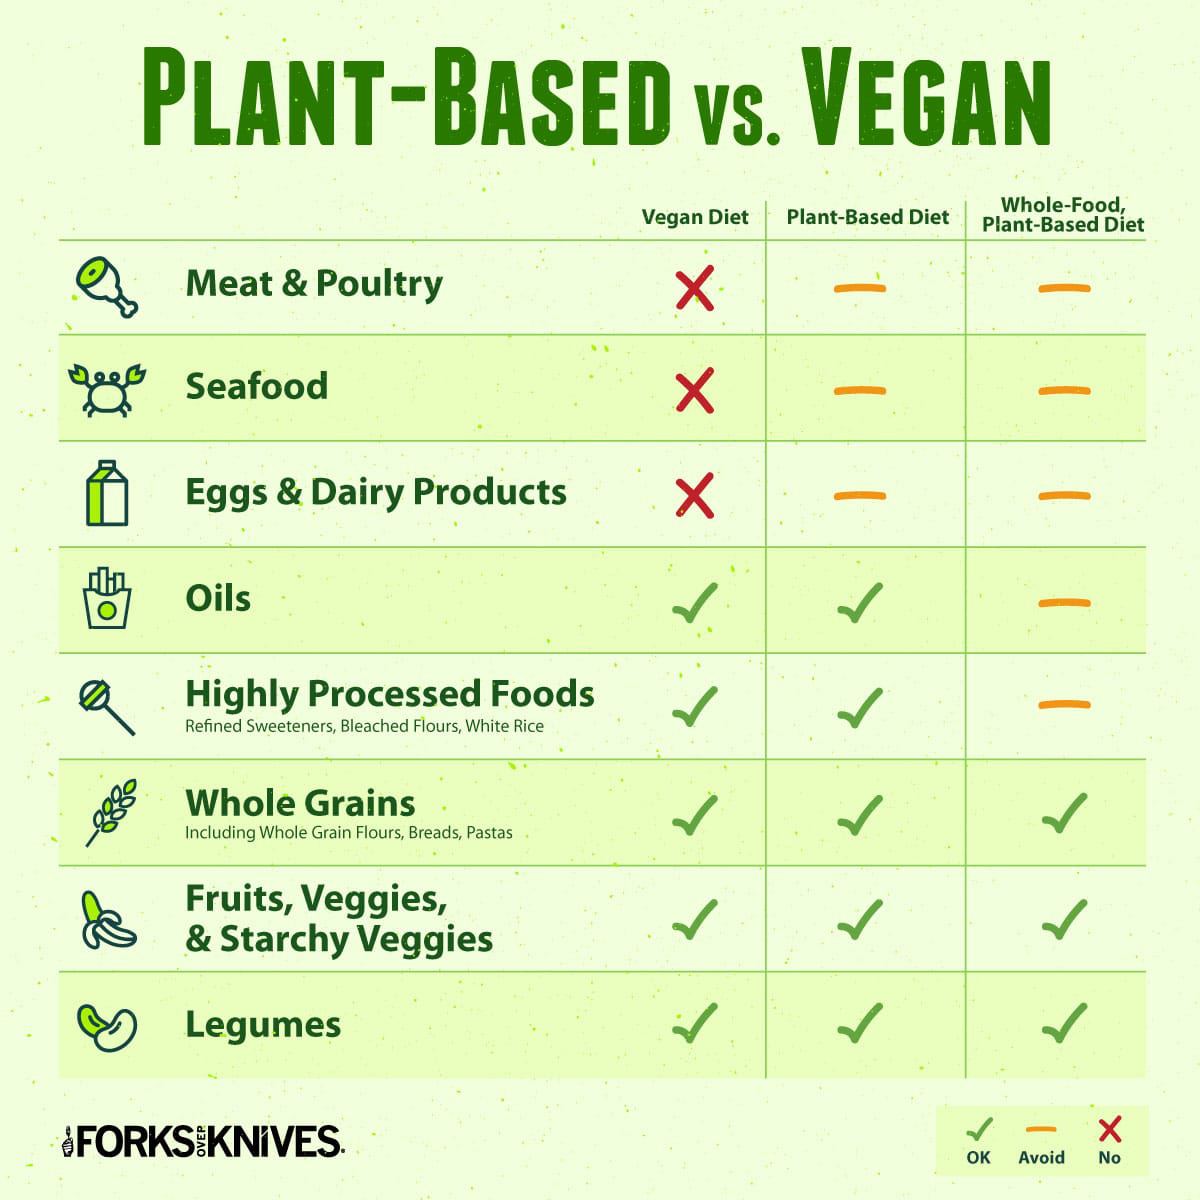 PLANT-BASED VS. VEGAN
Vegan Diet
Plant-Based Diet
Whole-Food,
Plant-Based Diet
Meat & Poultry
Seafood
Eggs & Dairy Products
Oils
Highly Processed Foods
Refined Sweeteners, Bleached Flours, White Rice
Whole Grains
Including Whole Grain Flours, Breads, Pastas
Fruits, Veggies,
& Starchy Veggies
Legumes
FORKS OVER KNIVES.
OK Avoid No